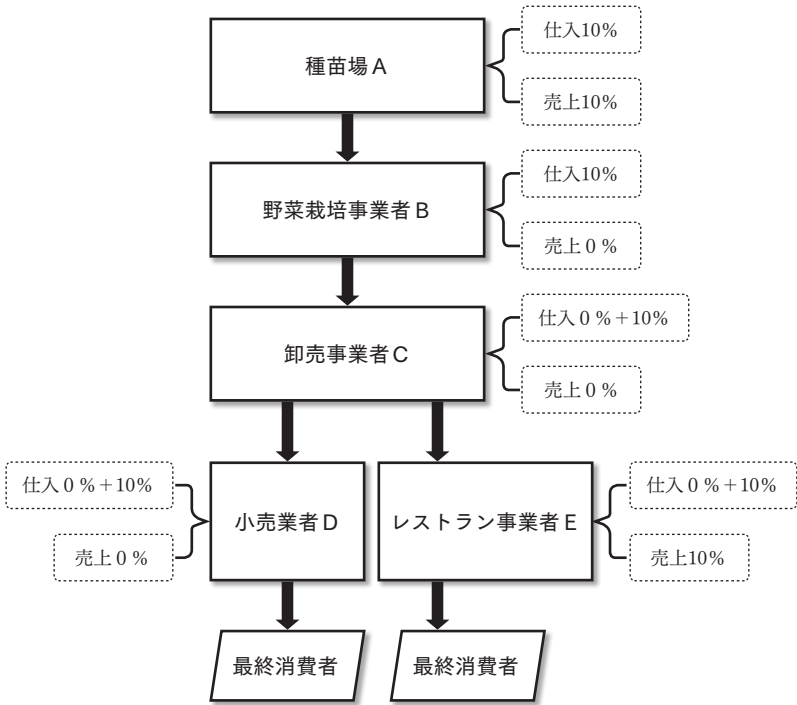 種苗場A
仕入10%
売上10%
野菜栽培事業者B
仕入10%
売上0%
卸売事業者C
仕入0%+10%
売上0%
仕入0%+10%
売上0%
小売業者D
レストラン事業者E
仕入0%+10%
売上10%
最終消費者
最終消費者